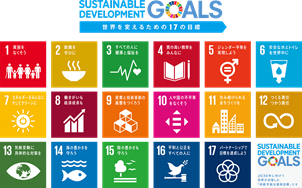 SUSTAINABLE
DEVELOPMENT
GOALS
世界を変えるための17の目標
1 貧困を
なくそう
2 飢餓を
ゼロに
3 すべての人に
健康と福祉を
4 質の高い教育を
みんなに
5 ジェンダー平等を
実現しよう
6 安全な水とトイレ
を世界中に
7 エネルギーをみんなに
そしてクリーンに
8 働きがいも
経済成長も
9 産業と技術革新の
基盤をつくろう
10 人や国の不平等
をなくそう
11 住み続けられる
まちづくりを
12 つくる責任
つかう責任
13 気候変動に
具体的な対策を
14 海の豊かさを
守ろう
15 陸の豊かさも
守ろう
16 平和と公正を
すべての人に
17 パートナーシップで
目標を達成しよう
SUSTAINABLE
DEVELOPMENT
GOALS